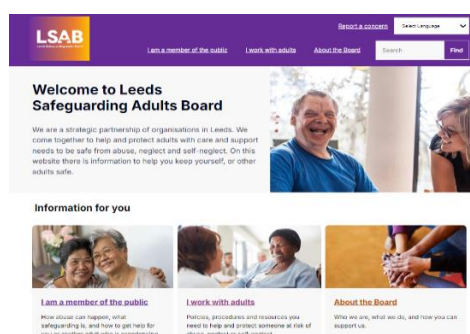 Report a concern
Select Language
LSAB
Leeds Safeguarding Adults Board
I am a member of the public
I work with adults
About the Board
Search
Find
Welcome to Leeds
Safeguarding Adults Board
We are a strategic partnership of organisations in Leeds. We
come together to help and protect adults with care and support
needs to be safe from abuse, neglect and self-neglect. On this
website there is information to help you keep yourself, or other
adults safe.
Information for you
I am a member of the public
I work with adults
About the Board
How abuse can happen, what
safeguarding is, and how to get help for
Policies, procedures and resources you
need to help and protect someone at risk of
Who we are, what we do, and how you can
support us.